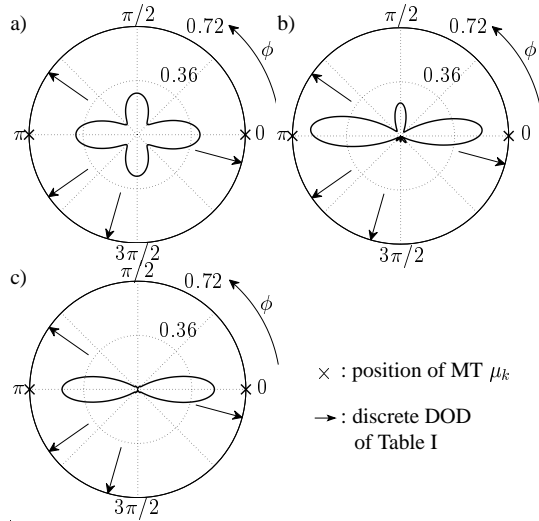 a)
π/2
0.72
ϕ
0.36
π
0
3π/2
b)
π/2
0.72
ϕ
0.36
π
0
3π/2
c)
π/2
0.72
ϕ
0.36
π
0
3π/2
× : position of MT μₖ
→ : discrete DOD
of Table I